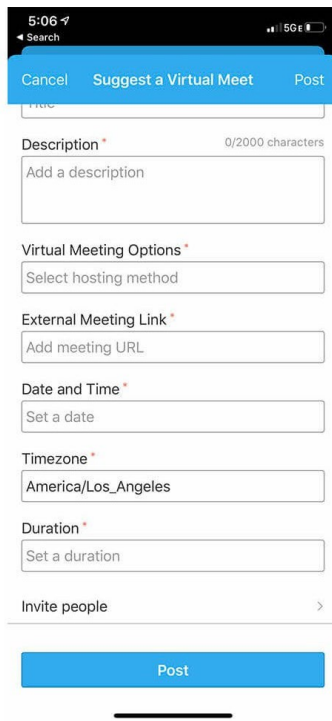 5:06
5GE
Search
Cancel Suggest a Virtual Meet Post
Title
Description * 0/2000 characters
Add a description
Virtual Meeting Options *
Select hosting method
External Meeting Link *
Add meeting URL
Date and Time *
Set a date
Timezone *
America/Los_Angeles
Duration *
Set a duration
Invite people
Post